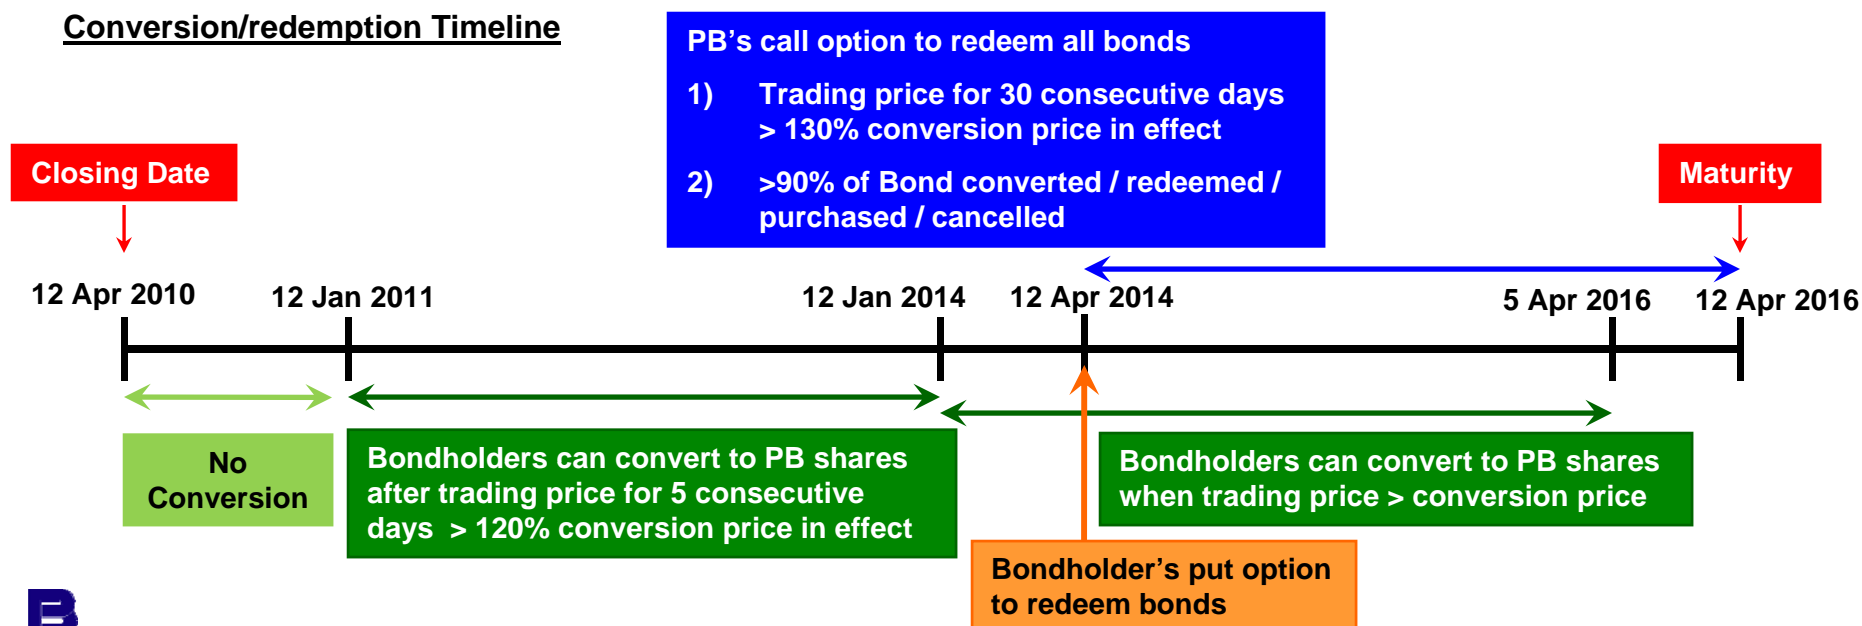 Conversion/redemption Timeline
PB’s call option to redeem all bonds
1) Trading price for 30 consecutive days
> 130% conversion price in effect
2) >90% of Bond converted / redeemed /
purchased / cancelled
Closing Date
Maturity
12 Apr 2010
12 Jan 2011
12 Jan 2014
12 Apr 2014
5 Apr 2016
12 Apr 2016
No
Conversion
Bondholders can convert to PB shares
after trading price for 5 consecutive
days > 120% conversion price in effect
Bondholders can convert to PB shares
when trading price > conversion price
Bondholder’s put option
to redeem bonds